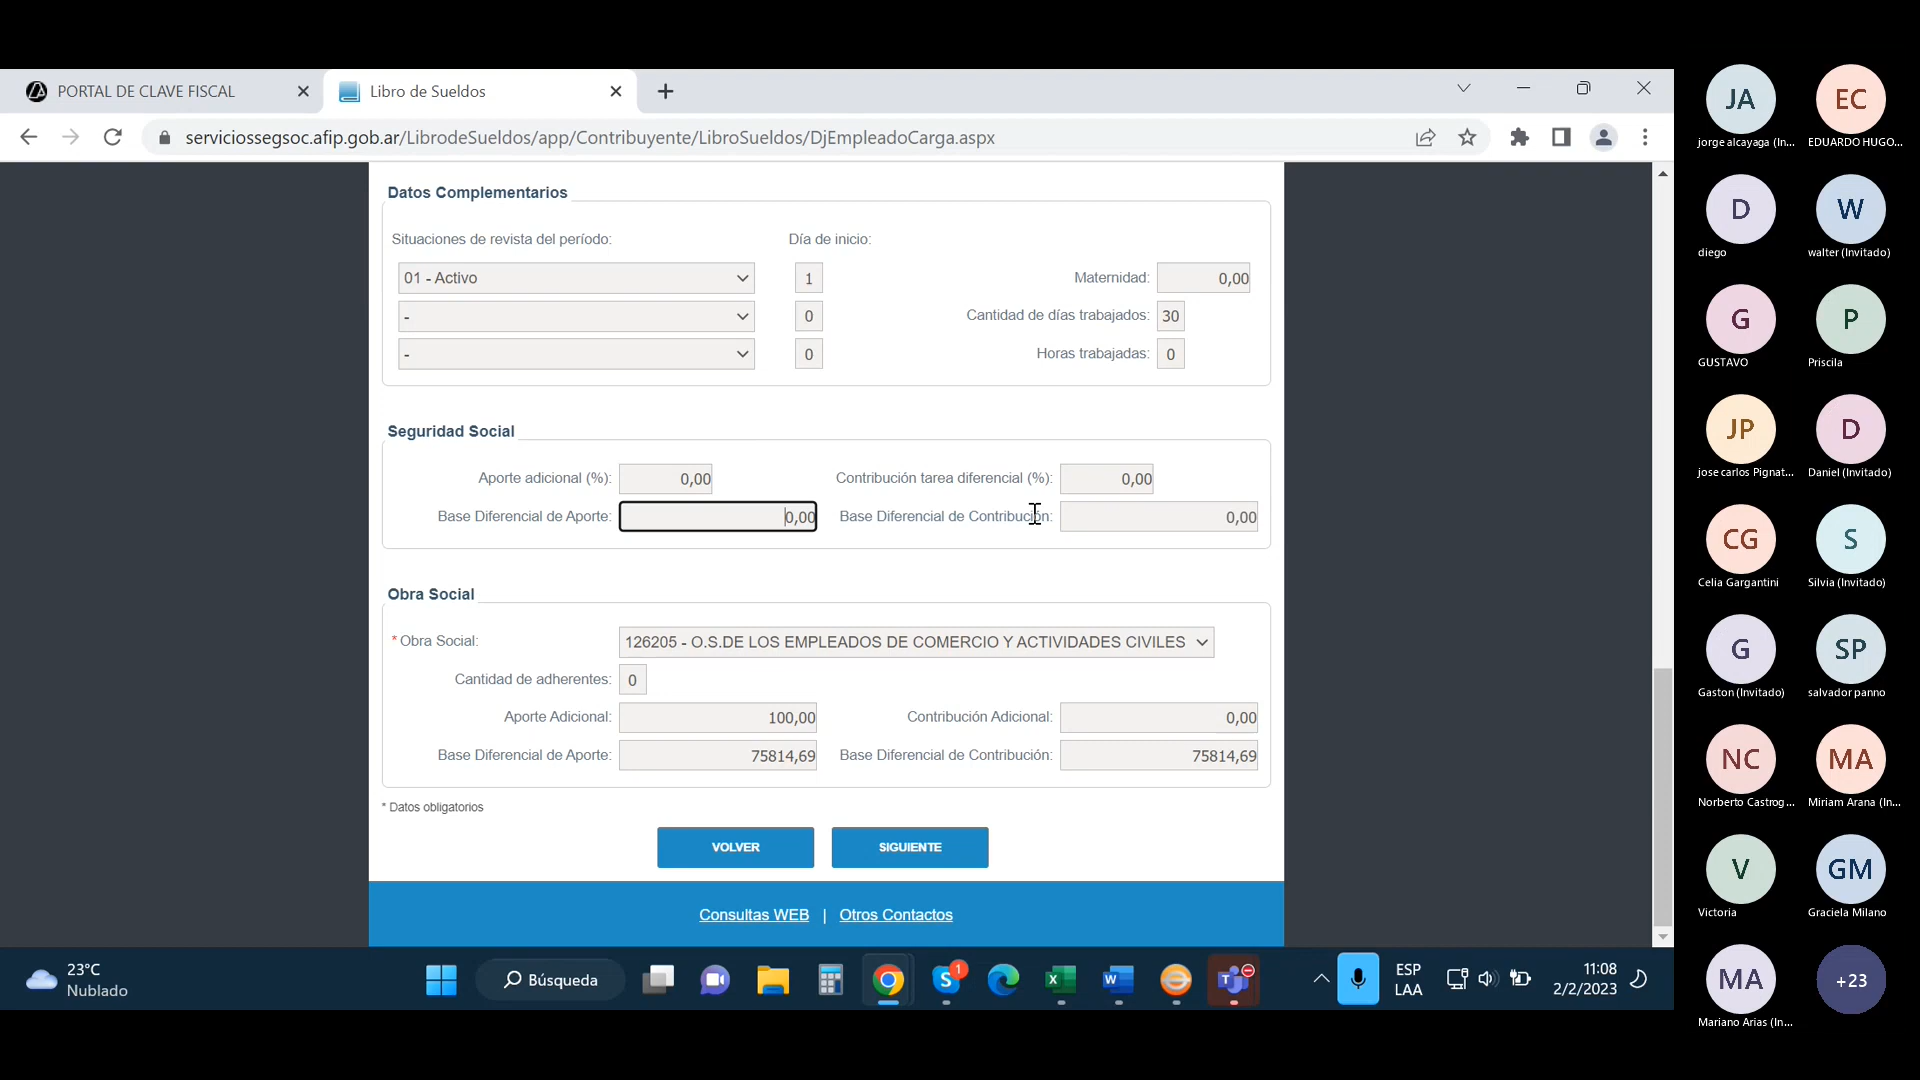 PORTAL DE CLAVE FISCAL
Libro de Sueldos
serviciossegsoc.afip.gob.ar/LibrodeSueldos/app/Contribuyente/LibroSueldos/DjEmpleadoCarga.aspx
Datos Complementarios
Situaciones de revista del período: Día de inicio:
01 - Activo 1 Maternidad: 0,00
- 0 Cantidad de días trabajados: 30
- 0 Horas trabajadas: 0
Seguridad Social
Aporte adicional (%): 0,00 Contribución tarea diferencial (%): 0,00
Base Diferencial de Aporte: 0,00 Base Diferencial de Contribución: 0,00
Obra Social
* Obra Social: 126205 - O.S.DE LOS EMPLEADOS DE COMERCIO Y ACTIVIDADES CIVILES
Cantidad de adherentes: 0
Aporte Adicional: 100,00 Contribución Adicional: 0,00
Base Diferencial de Aporte: 75814,69 Base Diferencial de Contribución: 75814,69
* Datos obligatorios
VOLVER SIGUIENTE
Consultas WEB | Otros Contactos
23°C
Nublado
Búsqueda
1
ESP
LAA
11:08
2/2/2023
JA EC
jorge alcayaga (In... EDUARDO HUGO...
D W
diego walter (Invitado)
G P
GUSTAVO Priscila
JP D
jose carlos Pignat... Daniel (Invitado)
CG S
Celia Gargantini Silvia (Invitado)
G SP
Gaston (Invitado) salvador panno
NC MA
Norberto Castrog... Miriam Arana (In...
V GM
Victoria Graciela Milano
MA +23
Mariano Arias (In...